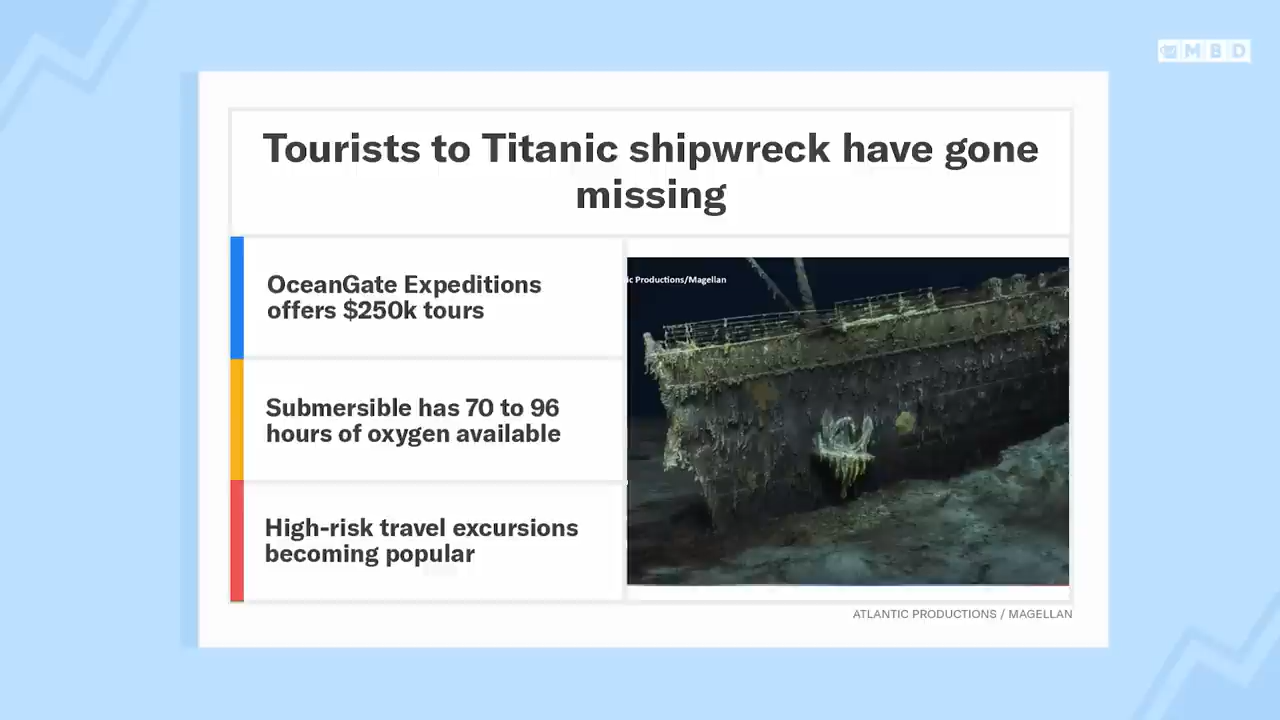 MBD
Tourists to Titanic shipwreck have gone
missing
OceanGate Expeditions
offers $250k tours
ic Productions/Magellan
Submersible has 70 to 96
hours of oxygen available
High-risk travel excursions
becoming popular
ATLANTIC PRODUCTIONS / MAGELLAN